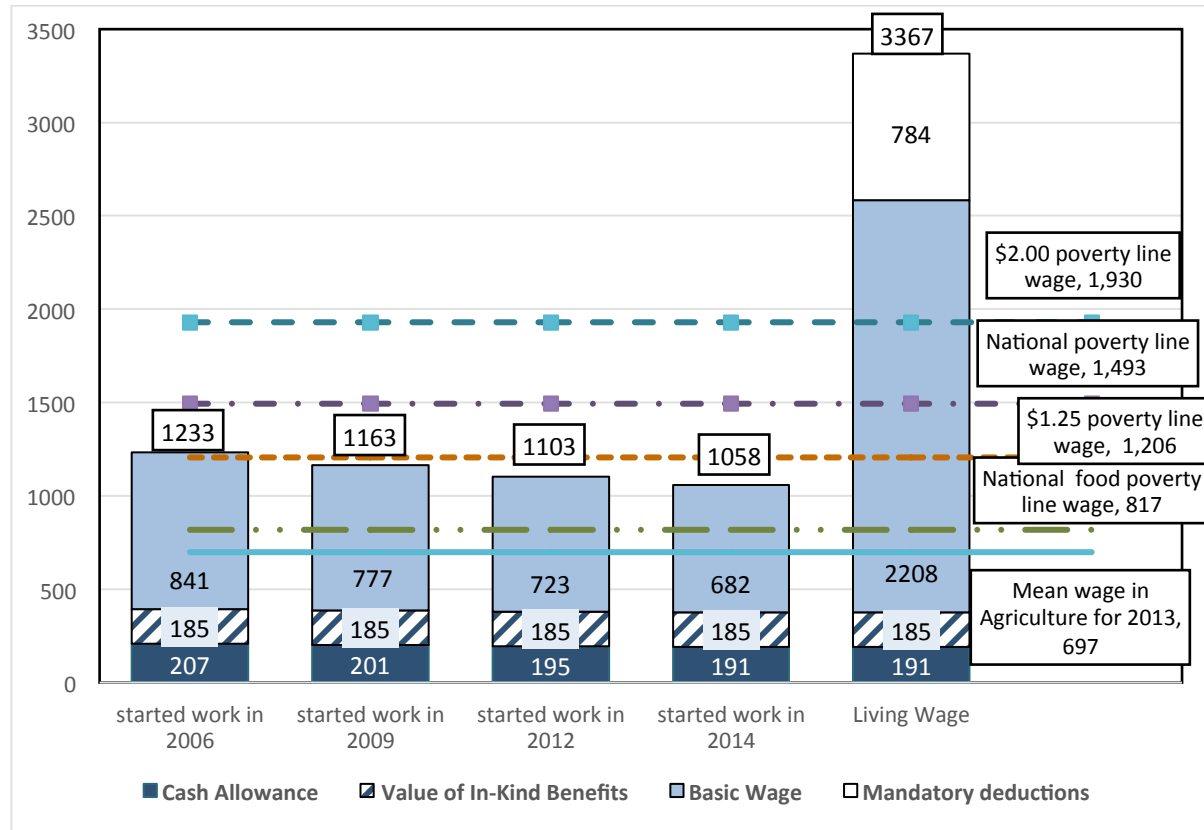 3500
3000
2500
2000
1500
1000
500
0
3367
784
2208
185
191
1233
841
185
207
1163
777
185
201
1103
723
185
195
1058
682
185
191
$2.00 poverty line
wage, 1,930
National poverty line
wage, 1,493
$1.25 poverty line
wage, 1,206
National food poverty
line wage, 817
Mean wage in
Agriculture for 2013,
697
started work in
2006
started work in
2009
started work in
2012
started work in
2014
Living Wage
Cash Allowance
Value of In-Kind Benefits
Basic Wage
Mandatory deductions